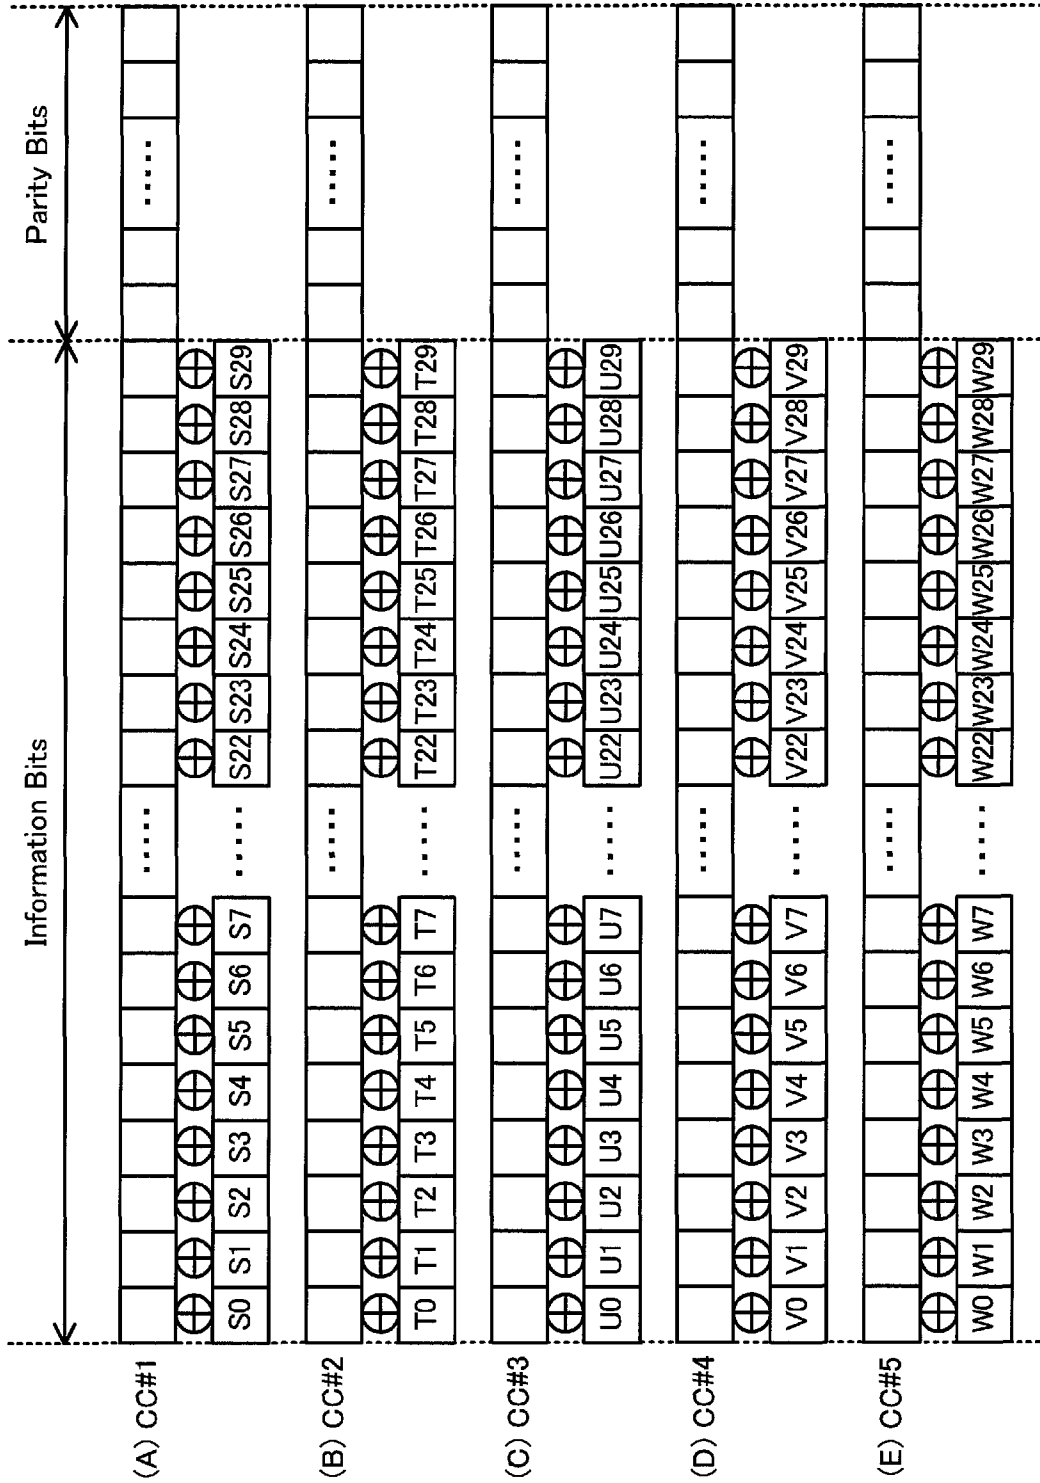 Information Bits Parity Bits
(A) CC#1 ..... .....
S0 S1 S2 S3 S4 S5 S6 S7 ..... S22 S23 S24 S25 S26 S27 S28 S29
(B) CC#2 ..... .....
T0 T1 T2 T3 T4 T5 T6 T7 ..... T22 T23 T24 T25 T26 T27 T28 T29
(C) CC#3 ..... .....
U0 U1 U2 U3 U4 U5 U6 U7 ..... U22 U23 U24 U25 U26 U27 U28 U29
(D) CC#4 ..... .....
V0 V1 V2 V3 V4 V5 V6 V7 ..... V22 V23 V24 V25 V26 V27 V28 V29
(E) CC#5 ..... .....
W0 W1 W2 W3 W4 W5 W6 W7 ..... W22 W23 W24 W25 W26 W27 W28 W29